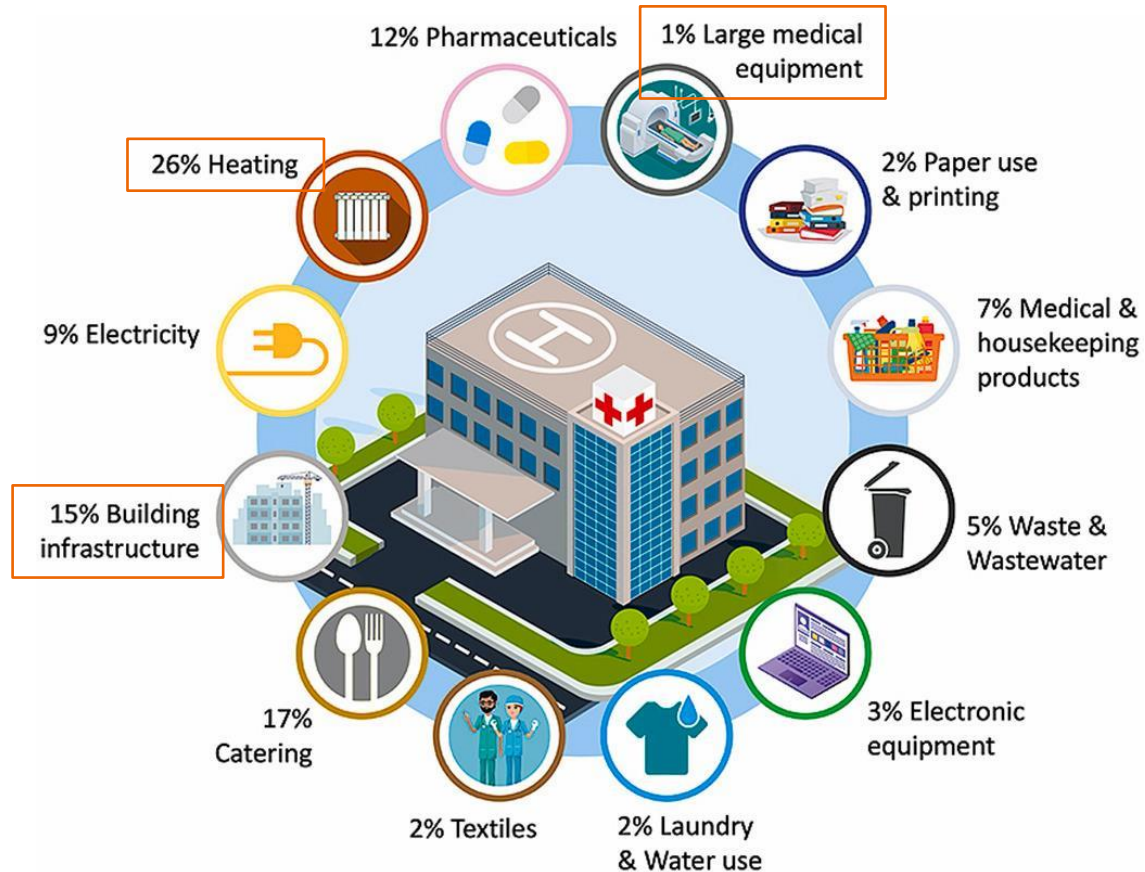 12% Pharmaceuticals
1% Large medical
equipment
26% Heating
2% Paper use
& printing
9% Electricity
7% Medical &
housekeeping
products
H
15% Building
infrastructure
5% Waste &
Wastewater
17%
Catering
3% Electronic
equipment
2% Textiles
2% Laundry
& Water use